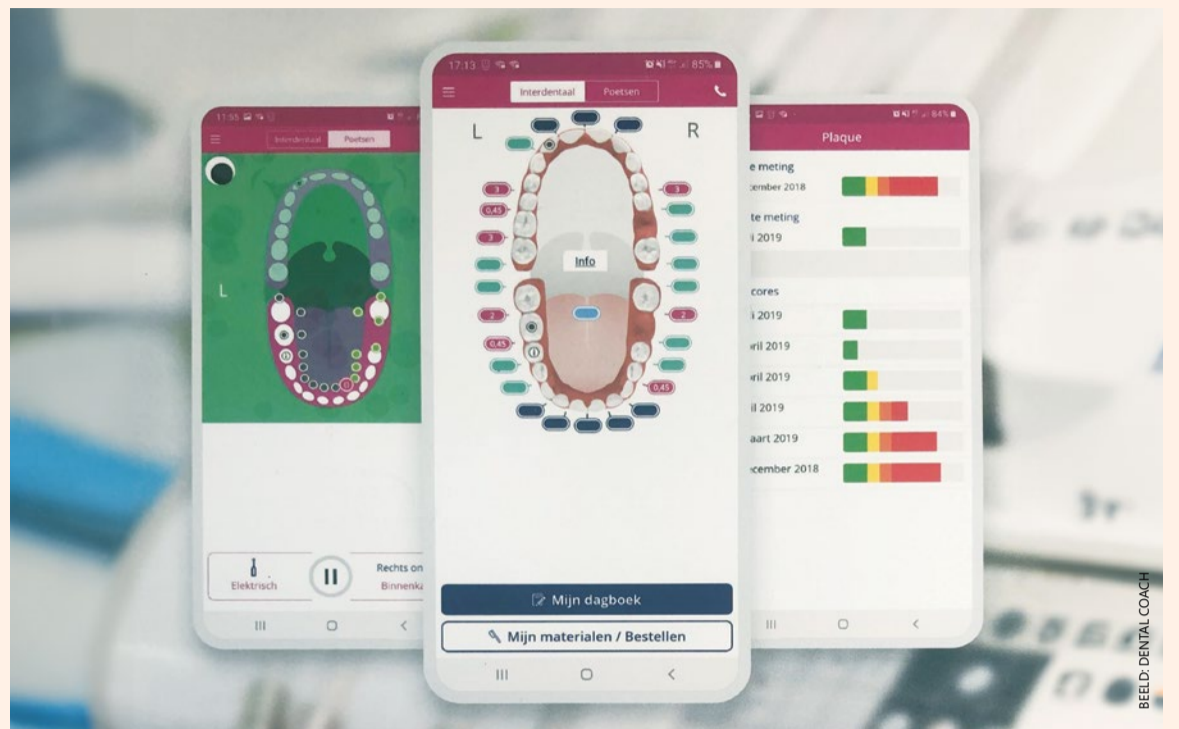 11:55
Interdentaal Poetsen
L
Elektrisch
Rechts on
Binnenka
17:13 85%
Interdentaal Poetsen
L R
3 3
0,45
3
Info
2 2
0,45
0,45
Mijn dagboek
Mijn materialen / Bestellen
84%
Plaque
e meting
cember 2018
te meting
i 2019
cores
i 2019
ril 2019
ril 2019
il 2019
aart 2019
cember 2018
BEELD: DENTAL COACH